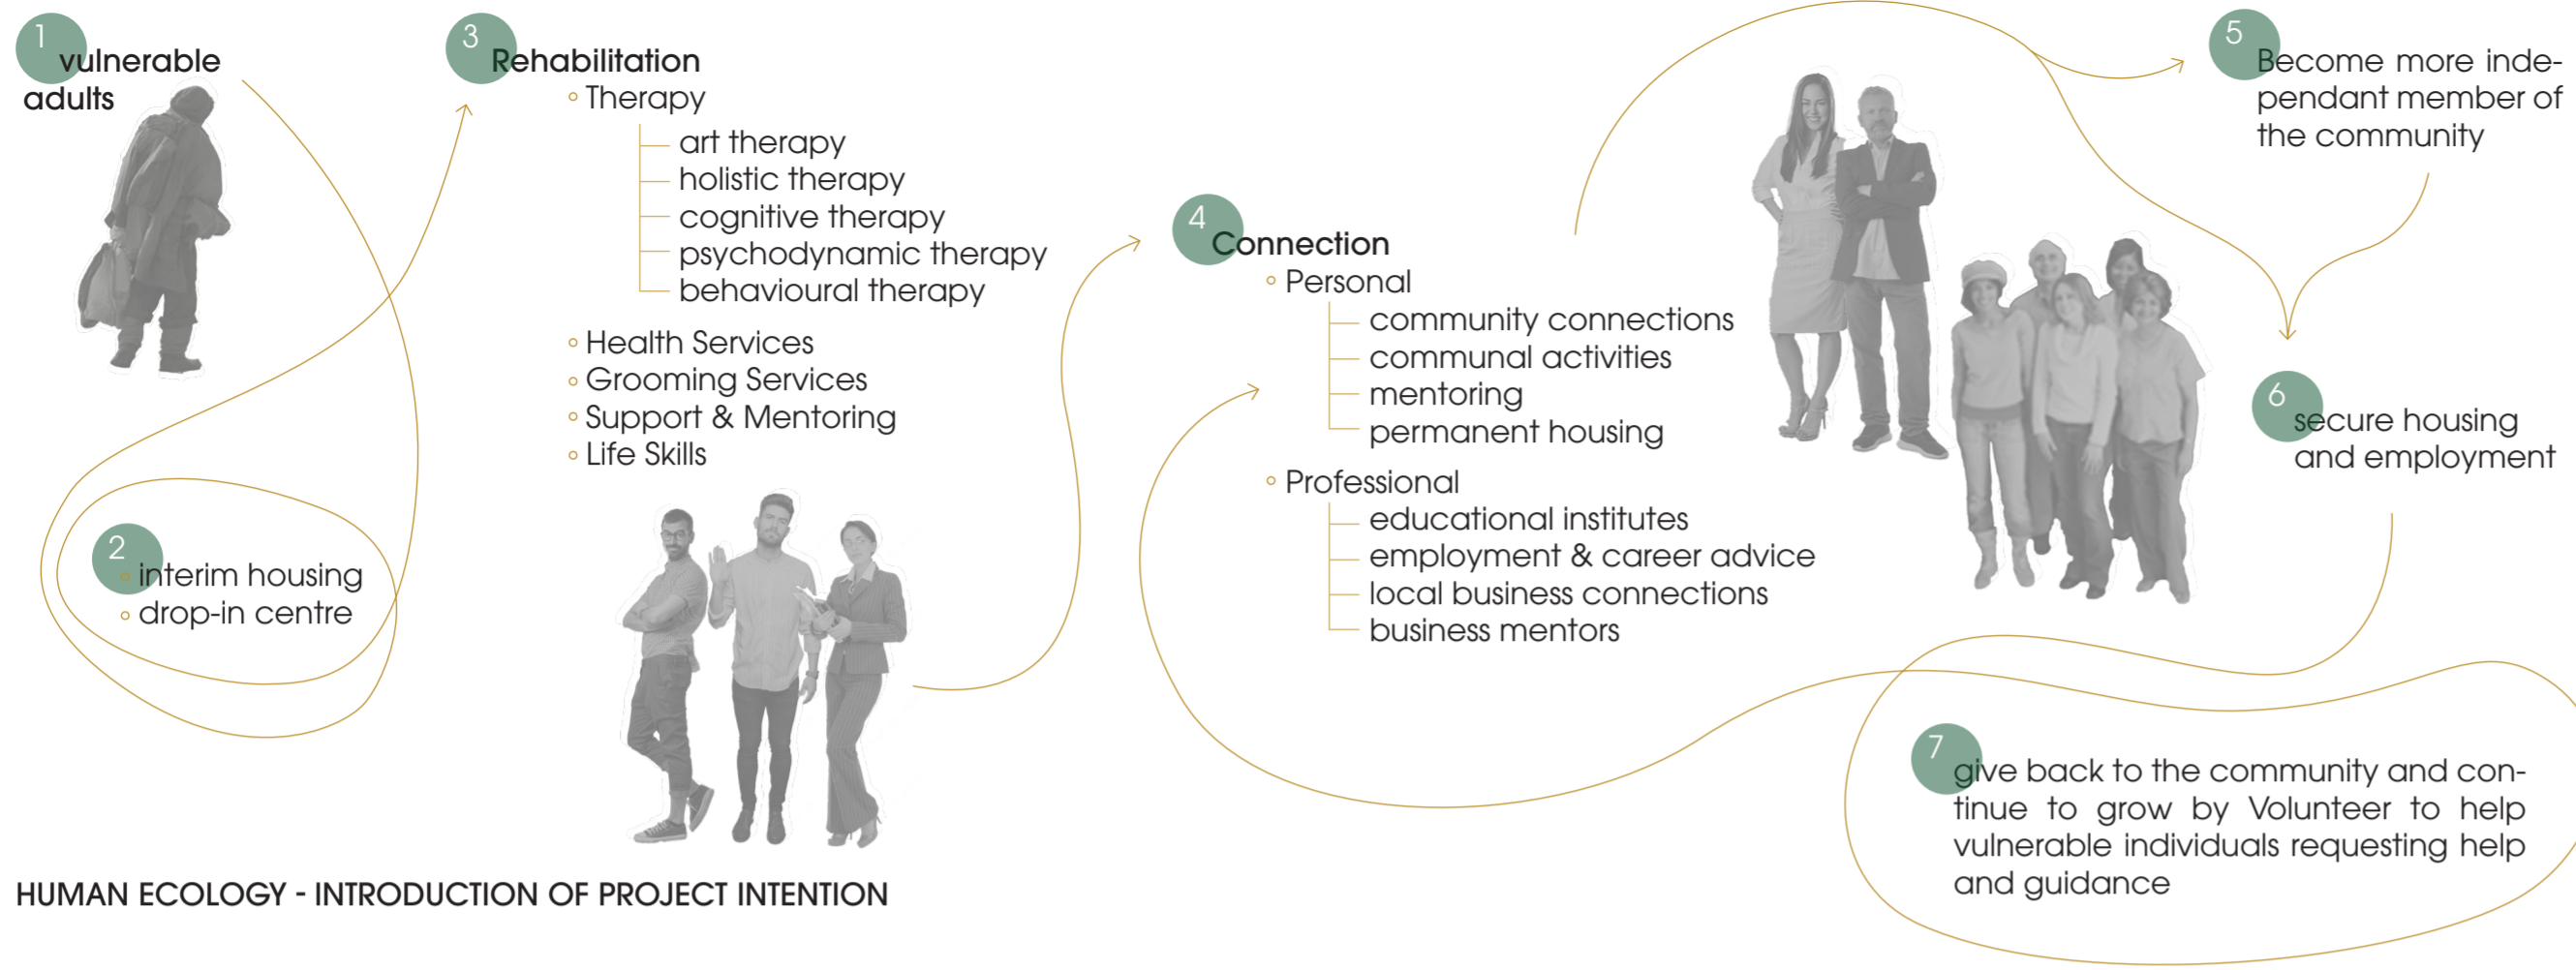 1
vulnerable
adults
2
interim housing
drop-in centre
3
Rehabilitation
Therapy
art therapy
holistic therapy
cognitive therapy
psychodynamic therapy
behavioural therapy
Health Services
Grooming Services
Support & Mentoring
Life Skills
4
Connection
Personal
community connections
communal activities
mentoring
permanent housing
Professional
educational institutes
employment & career advice
local business connections
business mentors
5
Become more inde-
pendant member of
the community
6
secure housing
and employment
7
give back to the community and con-
tinue to grow by Volunteer to help
vulnerable individuals requesting help
and guidance
HUMAN ECOLOGY - INTRODUCTION OF PROJECT INTENTION